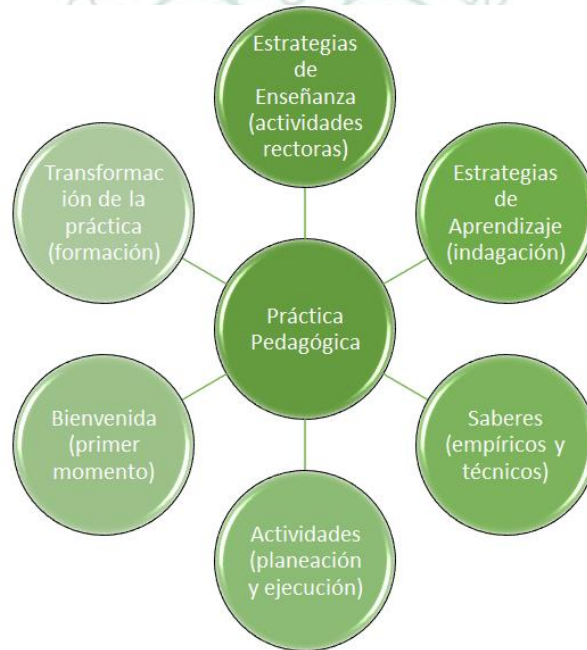 Estrategias
de
Enseñanza
(actividades
rectoras)
Estrategias
de
Aprendizaje
(indagación)
Saberes
(empíricos y
técnicos)
Actividades
(planeación
y ejecución)
Bienvenida
(primer
momento)
Transformac
ión de la
práctica
(formación)
Práctica
Pedagógica